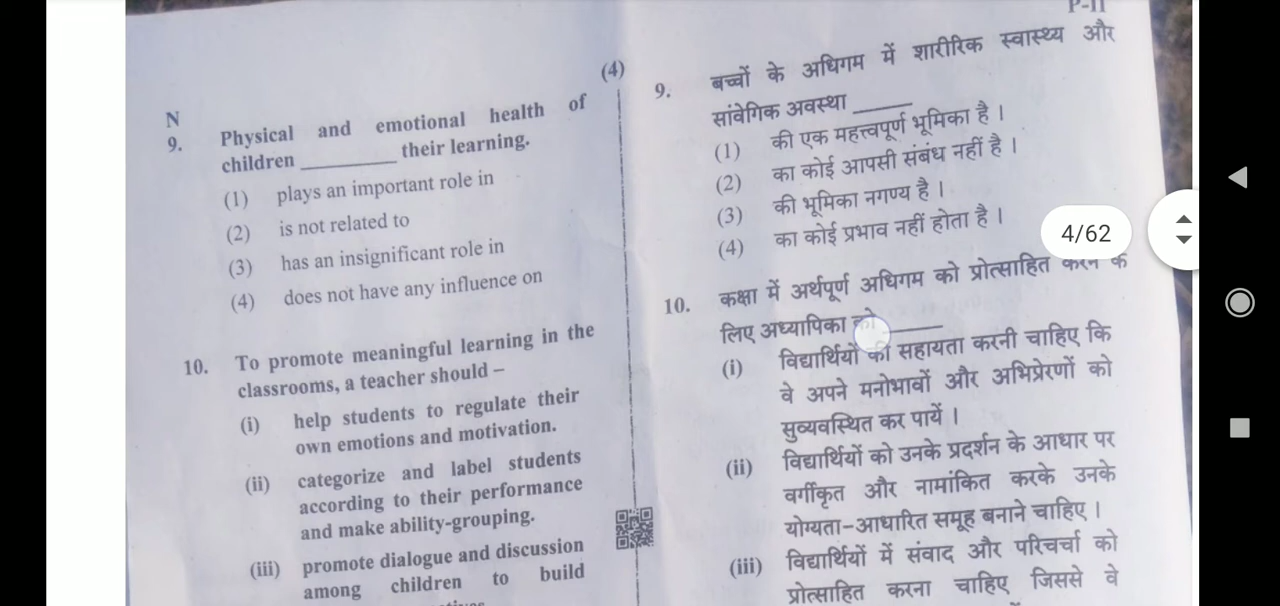 P-II
(4)
N
9. Physical and emotional health of
children ________ their learning.
(1) plays an important role in
(2) is not related to
(3) has an insignificant role in
(4) does not have any influence on
10. To promote meaningful learning in the
classrooms, a teacher should –
(i) help students to regulate their
own emotions and motivation.
(ii) categorize and label students
according to their performance
and make ability-grouping.
(iii) promote dialogue and discussion
among children to build
9. बच्चों के अधिगम में शारीरिक स्वास्थ्य और
सांवेगिक अवस्था ________
(1) की एक महत्त्वपूर्ण भूमिका है ।
(2) का कोई आपसी संबंध नहीं है ।
(3) की भूमिका नगण्य है ।
(4) का कोई प्रभाव नहीं होता है ।
10. कक्षा में अर्थपूर्ण अधिगम को प्रोत्साहित करने के
लिए अध्यापिका को ________
(i) विद्यार्थियों की सहायता करनी चाहिए कि
वे अपने मनोभावों और अभिप्रेरणों को
सुव्यवस्थित कर पायें ।
(ii) विद्यार्थियों को उनके प्रदर्शन के आधार पर
वर्गीकृत और नामांकित करके उनके
योग्यता-आधारित समूह बनाने चाहिए ।
(iii) विद्यार्थियों में संवाद और परिचर्चा को
प्रोत्साहित करना चाहिए जिससे वे
4/62